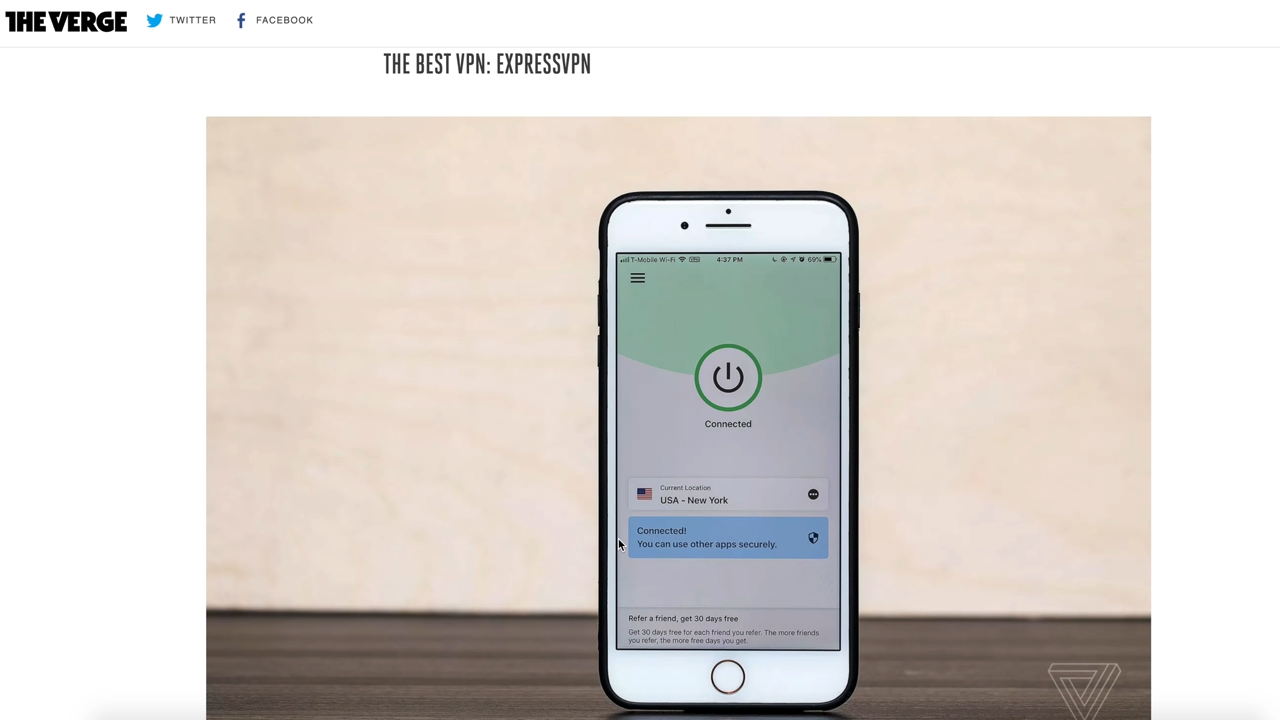 THE VERGE
TWITTER
FACEBOOK
THE BEST VPN: EXPRESSVPN
T-Mobile Wi-Fi VPN 4:37 PM 69%
Connected
Current Location
USA - New York
Connected!
You can use other apps securely.
Refer a friend, get 30 days free
Get 30 days free for each friend you refer. The more friends
you refer, the more free days you get.